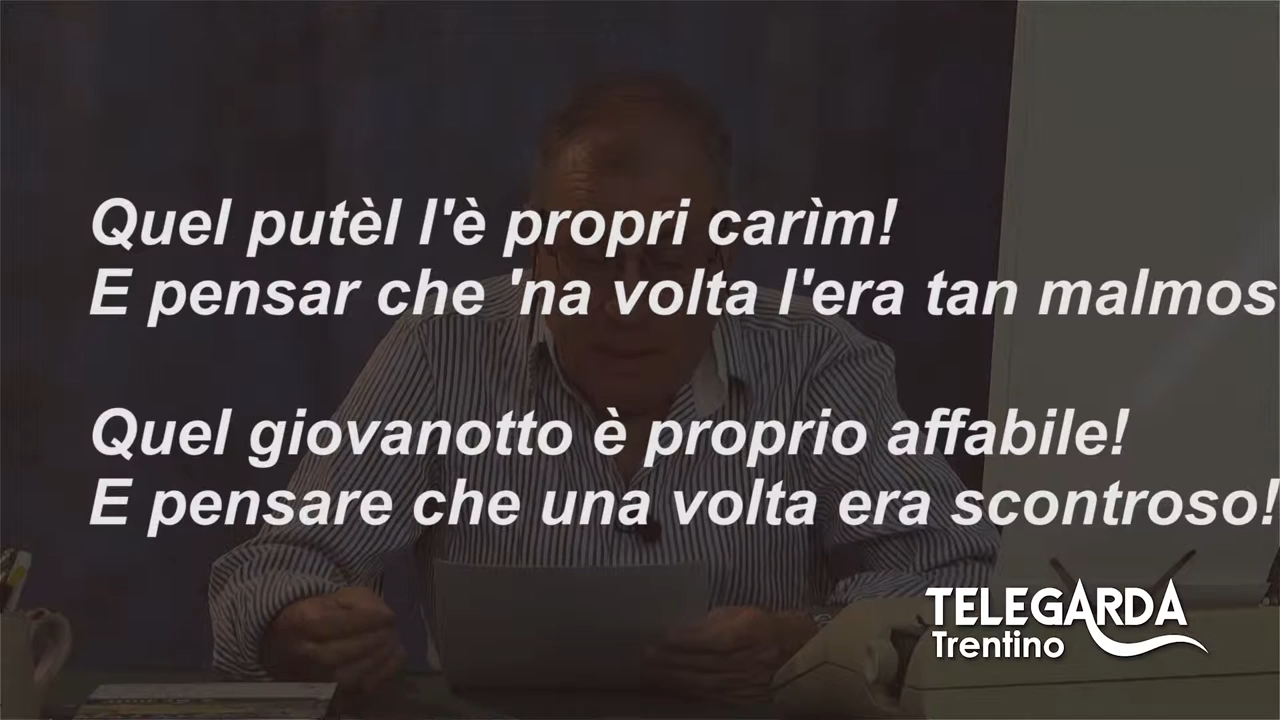 Quel putèl l'è propri carìm!
E pensar che 'na volta l'era tan malmos
Quel giovanotto è proprio affabile!
E pensare che una volta era scontroso!
TELEGARDA
Trentino